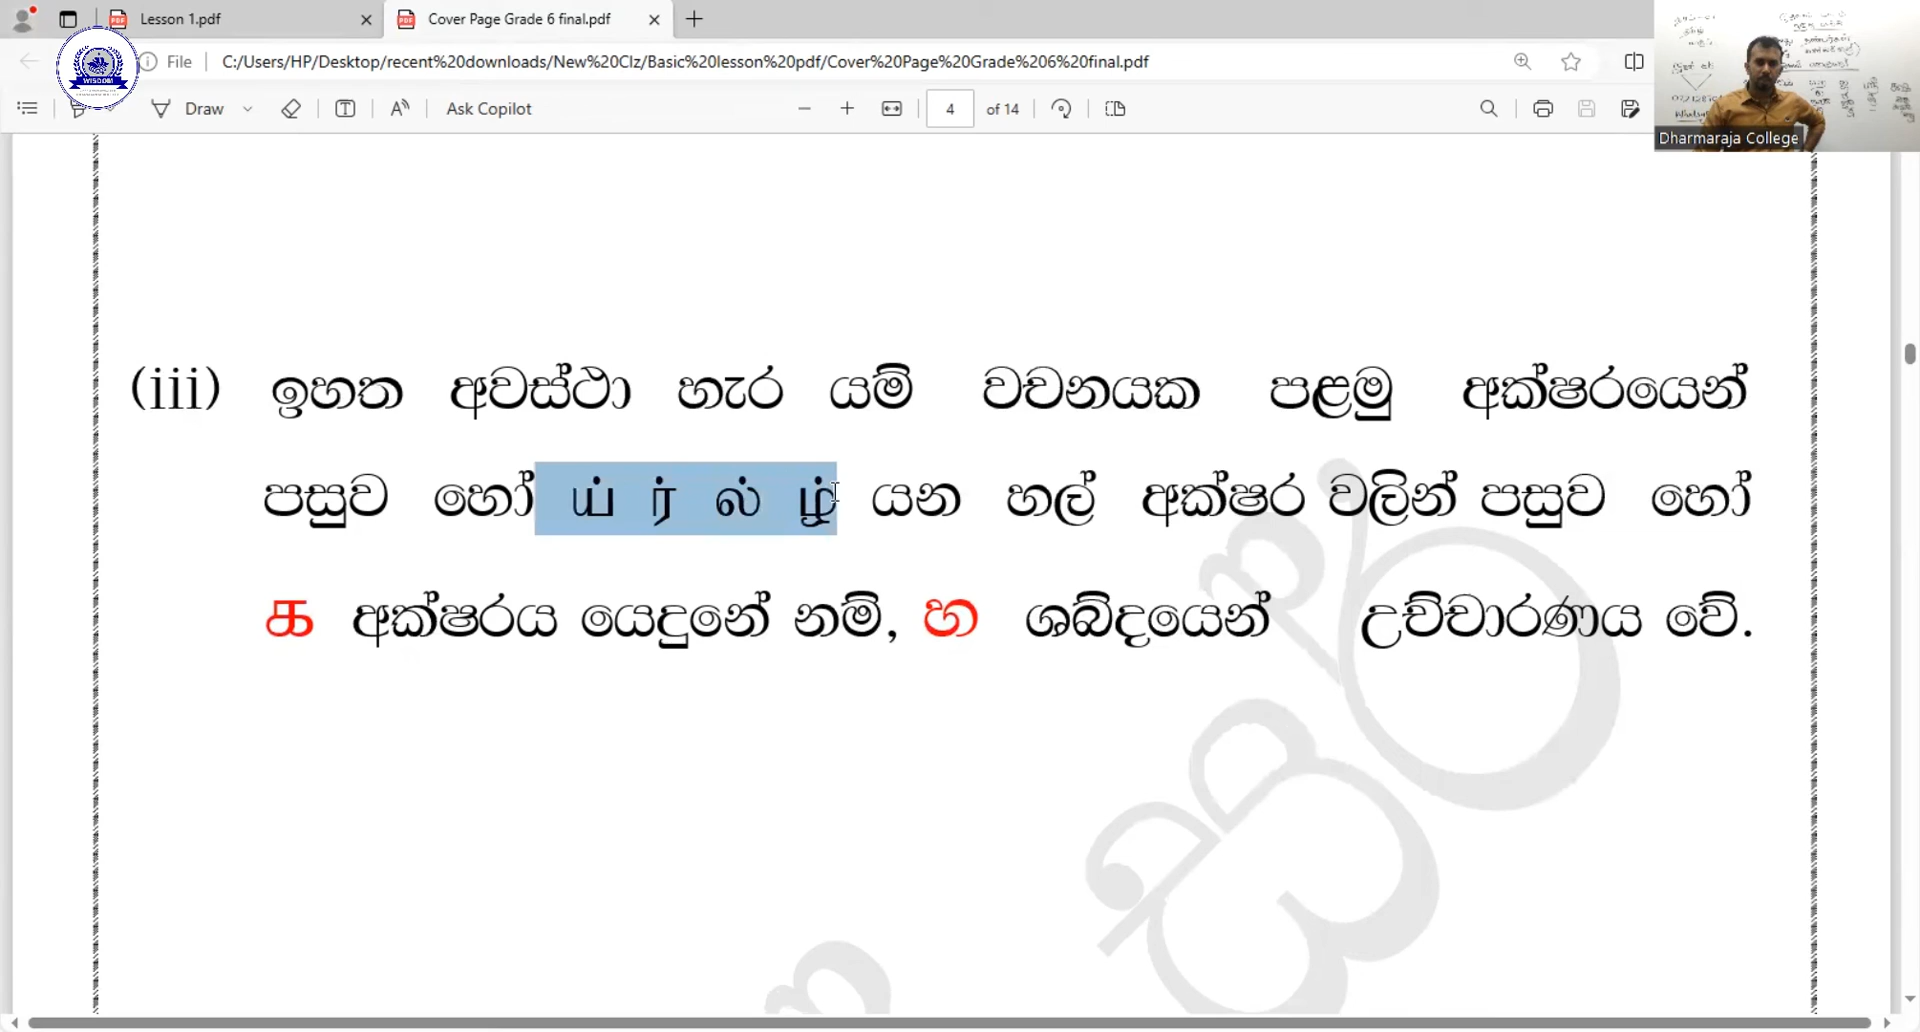 Lesson 1.pdf
Cover Page Grade 6 final.pdf
WISDOM
File
C:/Users/HP/Desktop/recent%20downloads/New%20Clz/Basic%20lesson%20pdf/Cover%20Page%20Grade%206%20final.pdf
Draw
Ask Copilot
4 of 14
Dharmaraja College
(iii) ඉහත අවස්ථා හැර යම් වචනයක පළමු අක්ෂරයෙන්
පසුව හෝ ய் ர் ல் ழ் යන හල් අක්ෂර වලින් පසුව හෝ
க අක්ෂරය යෙදුනේ නම්, හ ශබ්දයෙන් උච්චාරණය වේ.